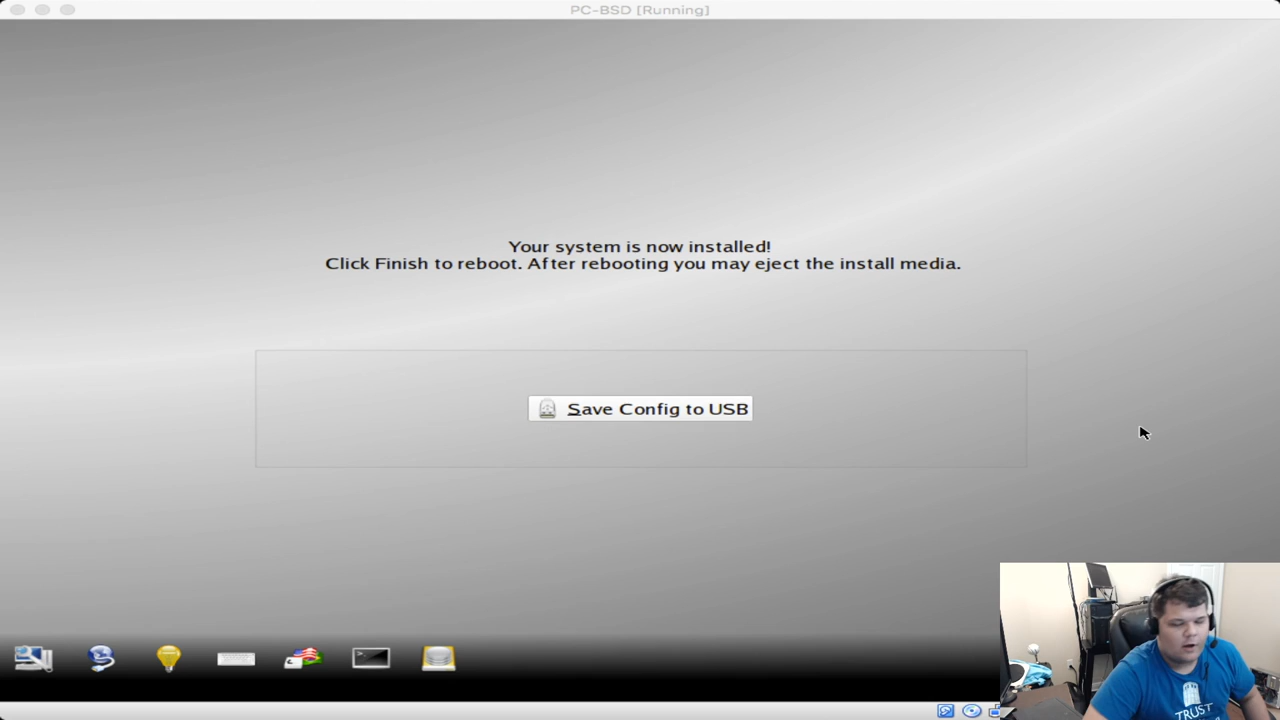 PC-BSD [Running]
Your system is now installed!
Click Finish to reboot. After rebooting you may eject the install media.
Save Config to USB
TRUST